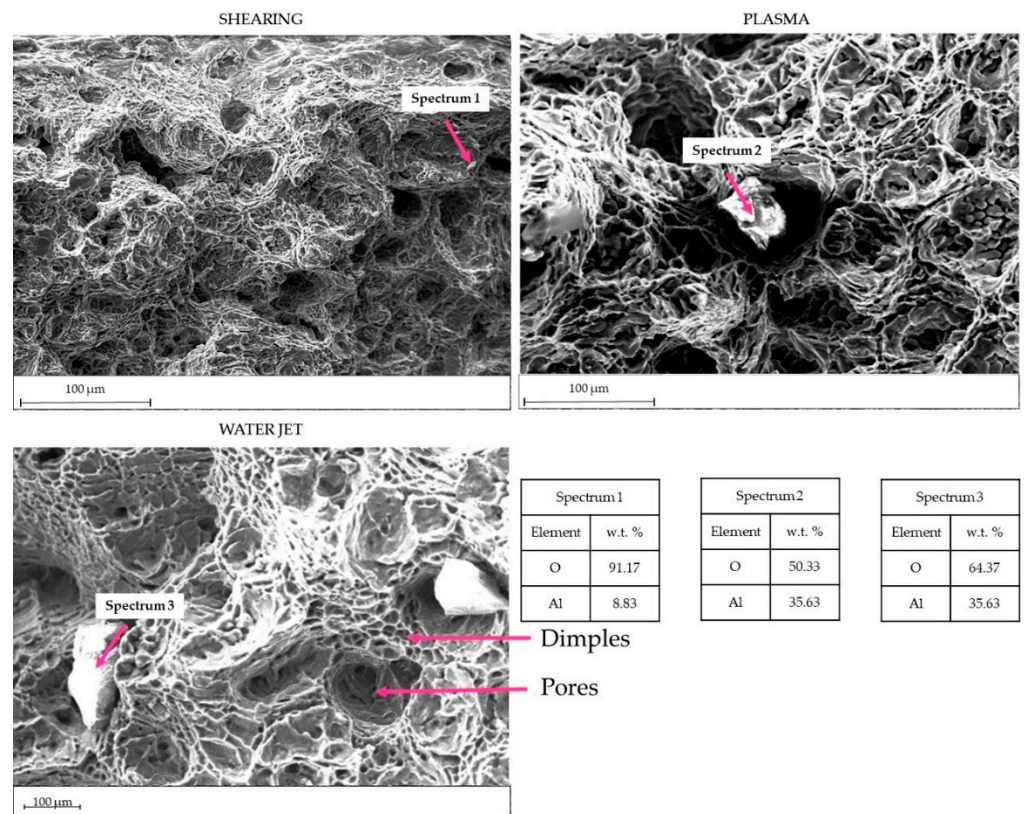 SHEARING
PLASMA
Spectrum 1
Spectrum 2
100 µm
100 µm
WATER JET
Spectrum 3
Spectrum 1
Element w.t. %
O 91.17
Al 8.83
Spectrum 2
Element w.t. %
O 50.33
Al 35.63
Spectrum 3
Element w.t. %
O 64.37
Al 35.63
Dimples
Pores
100 µm